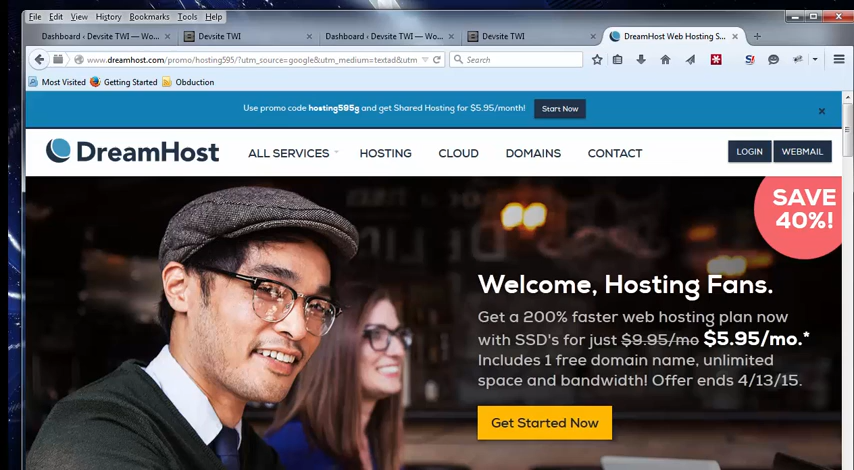 File Edit View History Bookmarks Tools Help
Dashboard ‹ Devsite TWI — Wo... × Devsite TWI × Dashboard ‹ Devsite TWI — Wo... × Devsite TWI × DreamHost Web Hosting S... ×
www.dreamhost.com/promo/hosting595/?utm_source=google&utm_medium=textad&utm
Search
Most Visited Getting Started Obduction
Use promo code hosting595g and get Shared Hosting for $5.95/month! Start Now
DreamHost ALL SERVICES HOSTING CLOUD DOMAINS CONTACT LOGIN WEBMAIL
SAVE
40%!
Welcome, Hosting Fans.
Get a 200% faster web hosting plan now
with SSD's for just $9.95/mo $5.95/mo.*
Includes 1 free domain name, unlimited
space and bandwidth! Offer ends 4/13/15.
Get Started Now